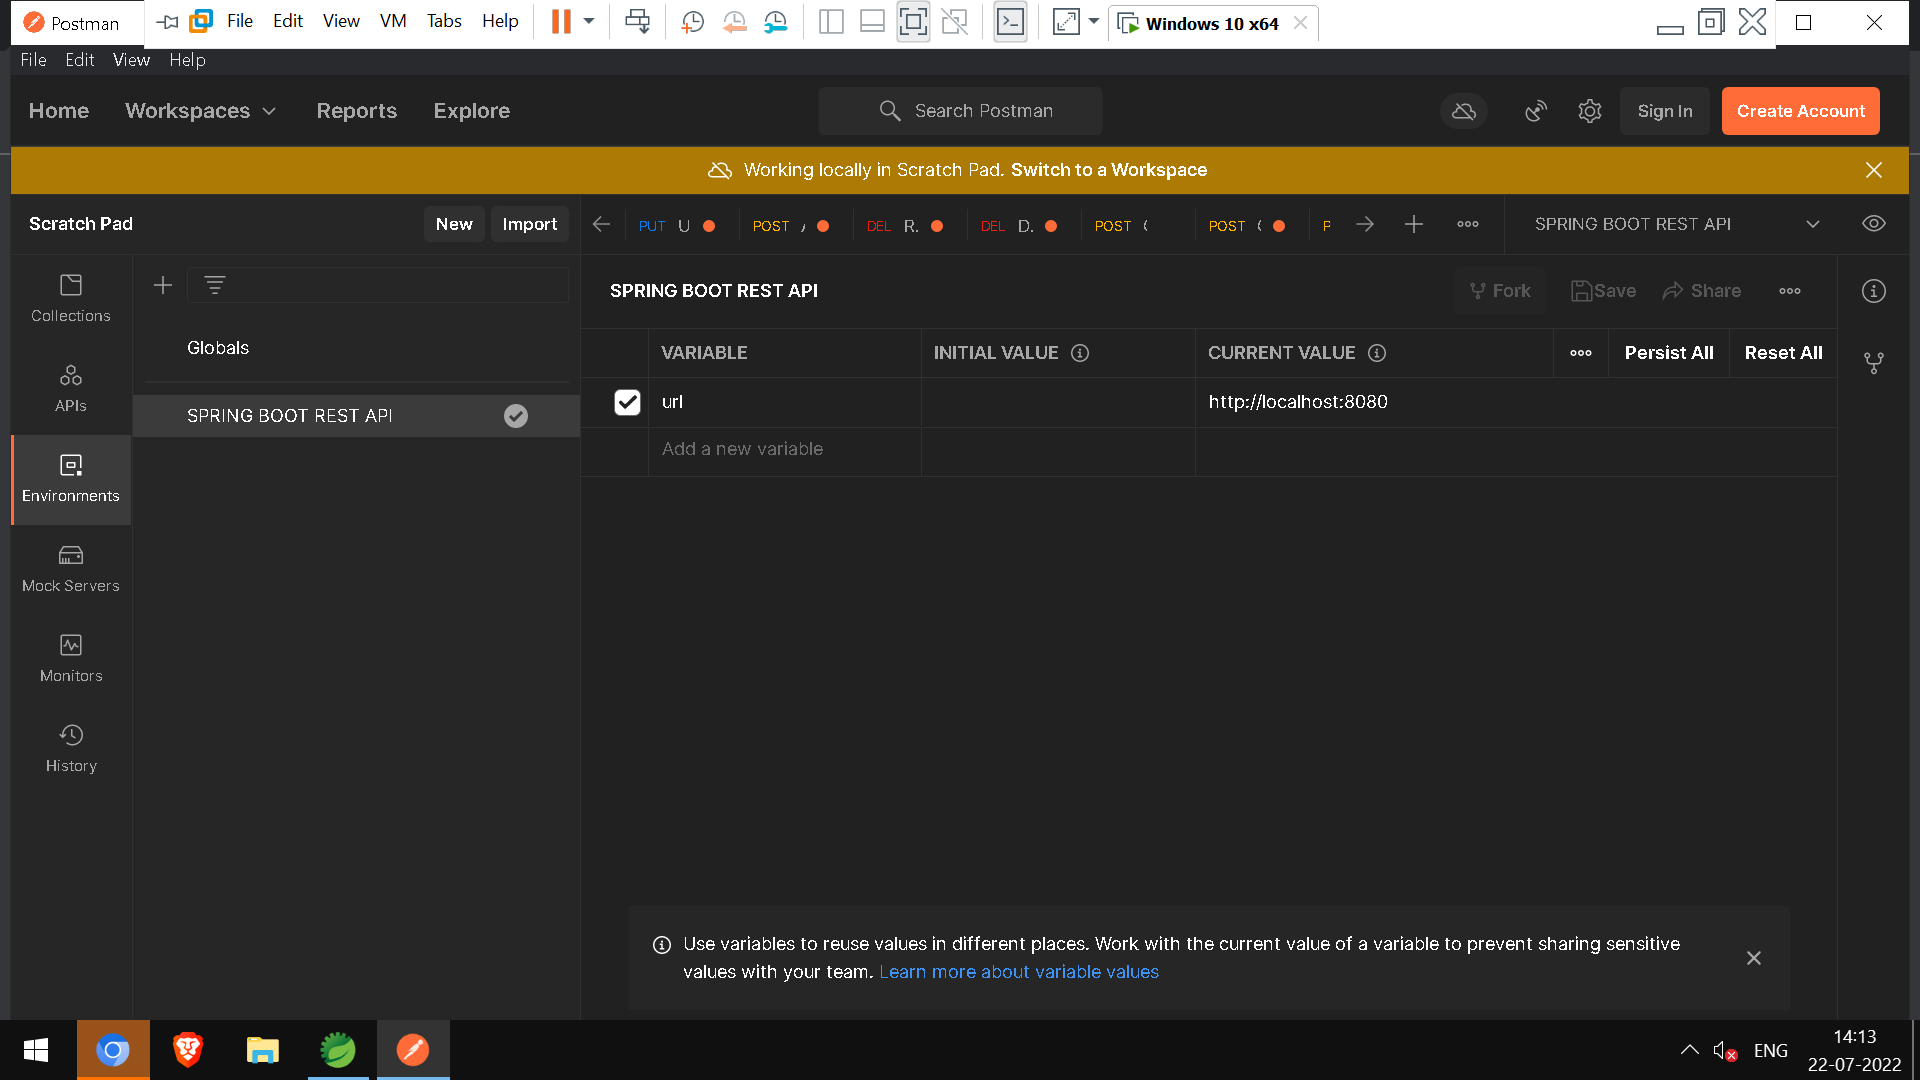 Postman File Edit View VM Tabs Help Windows 10 x64
File Edit View Help
Home Workspaces Reports Explore Search Postman Sign In Create Account
Working locally in Scratch Pad. Switch to a Workspace
Scratch Pad New Import PUT U POST DEL R. DEL D. POST POST P SPRING BOOT REST API
SPRING BOOT REST API Fork Save Share
Collections
Globals
VARIABLE INITIAL VALUE CURRENT VALUE Persist All Reset All
APIs
SPRING BOOT REST API
url http://localhost:8080
Add a new variable
Environments
Mock Servers
Monitors
History
Use variables to reuse values in different places. Work with the current value of a variable to prevent sharing sensitive
values with your team. Learn more about variable values
ENG
14:13
22-07-2022